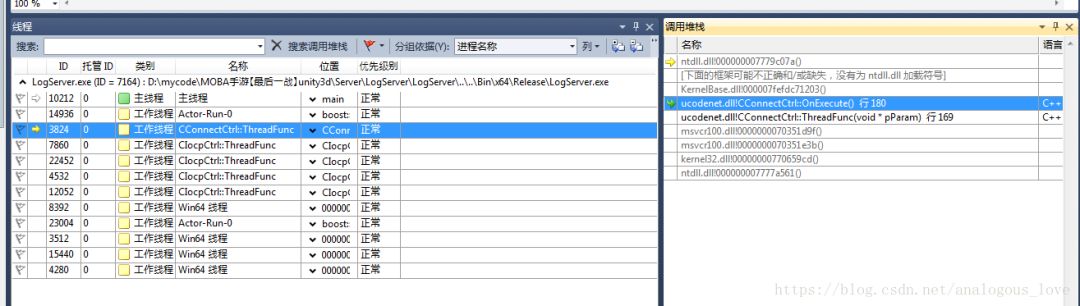 100 %
线程
搜索: 搜索调用堆栈 分组依据(Y): 进程名称 列
ID 托管 ID 类别 名称 位置 优先级别
LogServer.exe (ID = 7164) : D:\mycode\MOBA手游【最后一战】unity3d\Server\LogServer\LogServer\..\..\Bin\x64\Release\LogServer.exe
10212 0 主线程 主线程 main 正常
14936 0 工作线程 Actor-Run-0 boost: 正常
3824 0 工作线程 CConnectCtrl::ThreadFunc CConr 正常
7860 0 工作线程 CIocpCtrl::ThreadFunc CIocpC 正常
22452 0 工作线程 CIocpCtrl::ThreadFunc CIocpC 正常
4532 0 工作线程 CIocpCtrl::ThreadFunc CIocpC 正常
12052 0 工作线程 CIocpCtrl::ThreadFunc CIocpC 正常
8392 0 工作线程 Win64 线程 000000 正常
23004 0 工作线程 Actor-Run-0 boost: 正常
3512 0 工作线程 Win64 线程 000000 正常
15440 0 工作线程 Win64 线程 000000 正常
4280 0 工作线程 Win64 线程 000000 正常
调用堆栈
名称 语言
ntdll.dll!000000007779c07a()
[下面的框架可能不正确和/或缺失，没有为 ntdll.dll 加载符号]
KernelBase.dll!000007fefdc71203()
ucodenet.dll!CConnectCtrl::OnExecute() 行 180 C++
ucodenet.dll!CConnectCtrl::ThreadFunc(void * pParam) 行 169 C++
msvcr100.dll!0000000070351d9f()
msvcr100.dll!0000000070351e3b()
kernel32.dll!00000000770659cd()
ntdll.dll!000000007777a561()
https://blog.csdn.net/analogous_love